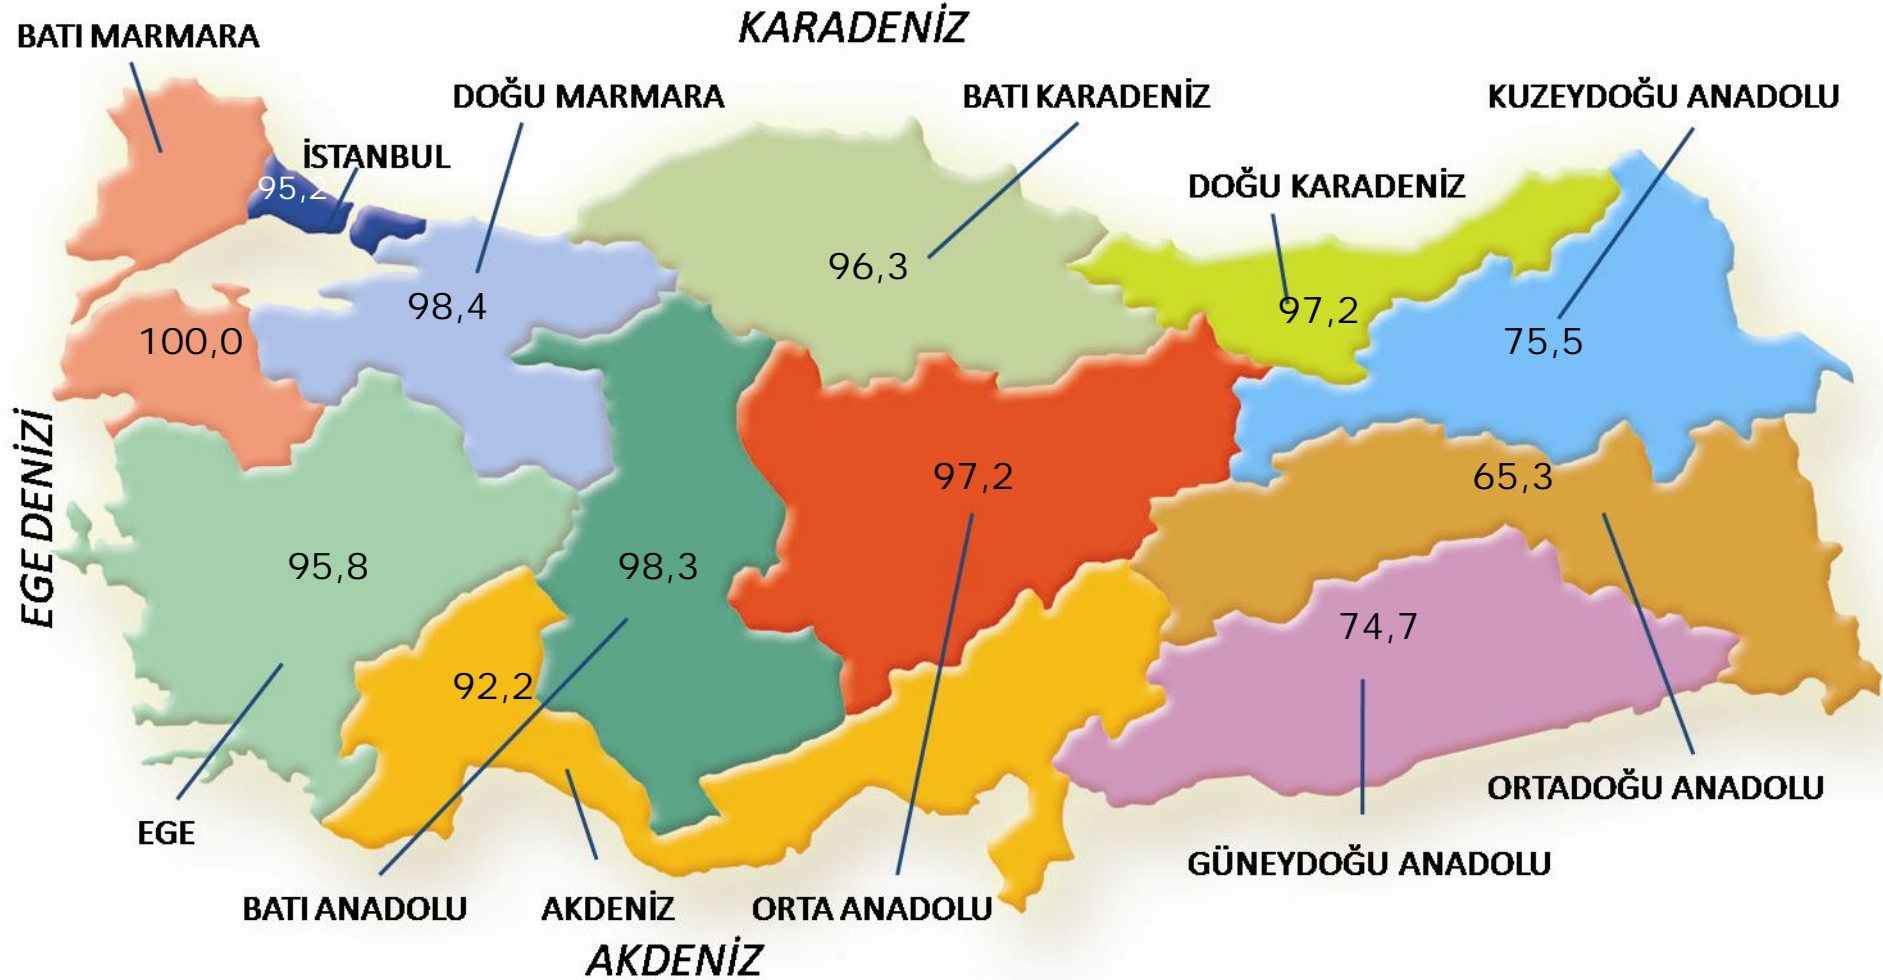 KARADENİZ
BATI MARMARA
DOĞU MARMARA
BATI KARADENİZ
KUZEYDOĞU ANADOLU
İSTANBUL
95,2
DOĞU KARADENİZ
96,3
98,4
97,2
100,0
75,5
EGE DENİZİ
97,2
65,3
95,8
98,3
74,7
92,2
ORTADOĞU ANADOLU
EGE
GÜNEYDOĞU ANADOLU
BATI ANADOLU
AKDENİZ
ORTA ANADOLU
AKDENİZ